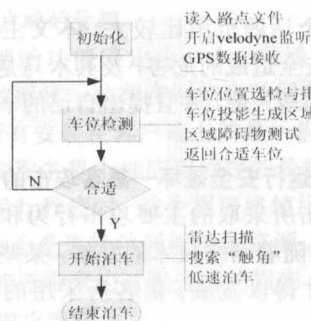 初始化
读入路点文件
开启velodyne监听
GPS数据接收
车位检测
车位位置选检与排
车位投影生成区域
区域障碍物测试
返回合适车位
N
合适
Y
开始泊车
雷达扫描
搜索“触角”
低速泊车
结束泊车